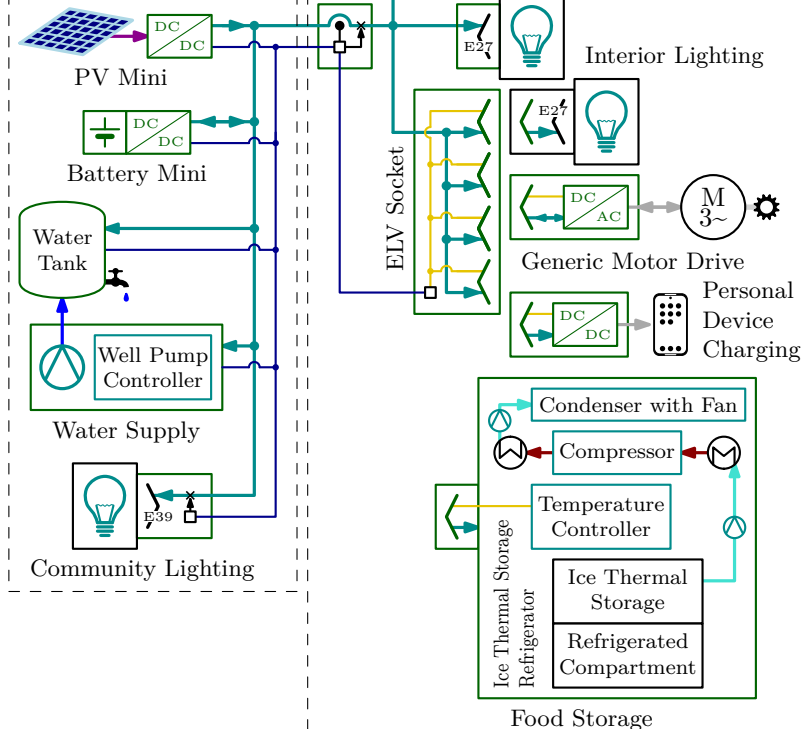 DC
DC
PV Mini
E27
Interior Lighting
DC
DC
Battery Mini
E27
ELV Socket
DC
AC
M
3~
Generic Motor Drive
Water
Tank
DC
DC
Personal
Device
Charging
Well Pump
Controller
Water Supply
E39
Community Lighting
Condenser with Fan
Compressor
Temperature
Controller
Ice Thermal Storage
Refrigerator
Ice Thermal
Storage
Refrigerated
Compartment
Food Storage